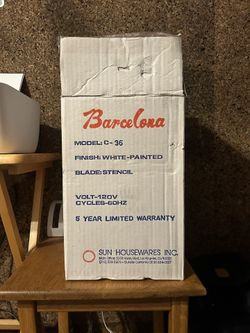 Barcelona
MODEL: C-36
FINISH: WHITE-PAINTED
BLADE: STENCIL
VOLT-120V
CYCLES-60HZ
5 YEAR LIMITED WARRANTY
SUN HOUSEWARES INC.